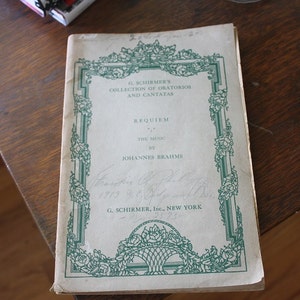 G. SCHIRMER'S
COLLECTION OF ORATORIOS
AND CANTATAS
REQUIEM
THE MUSIC
BY
JOHANNES BRAHMS
G. SCHIRMER, Inc., NEW YORK